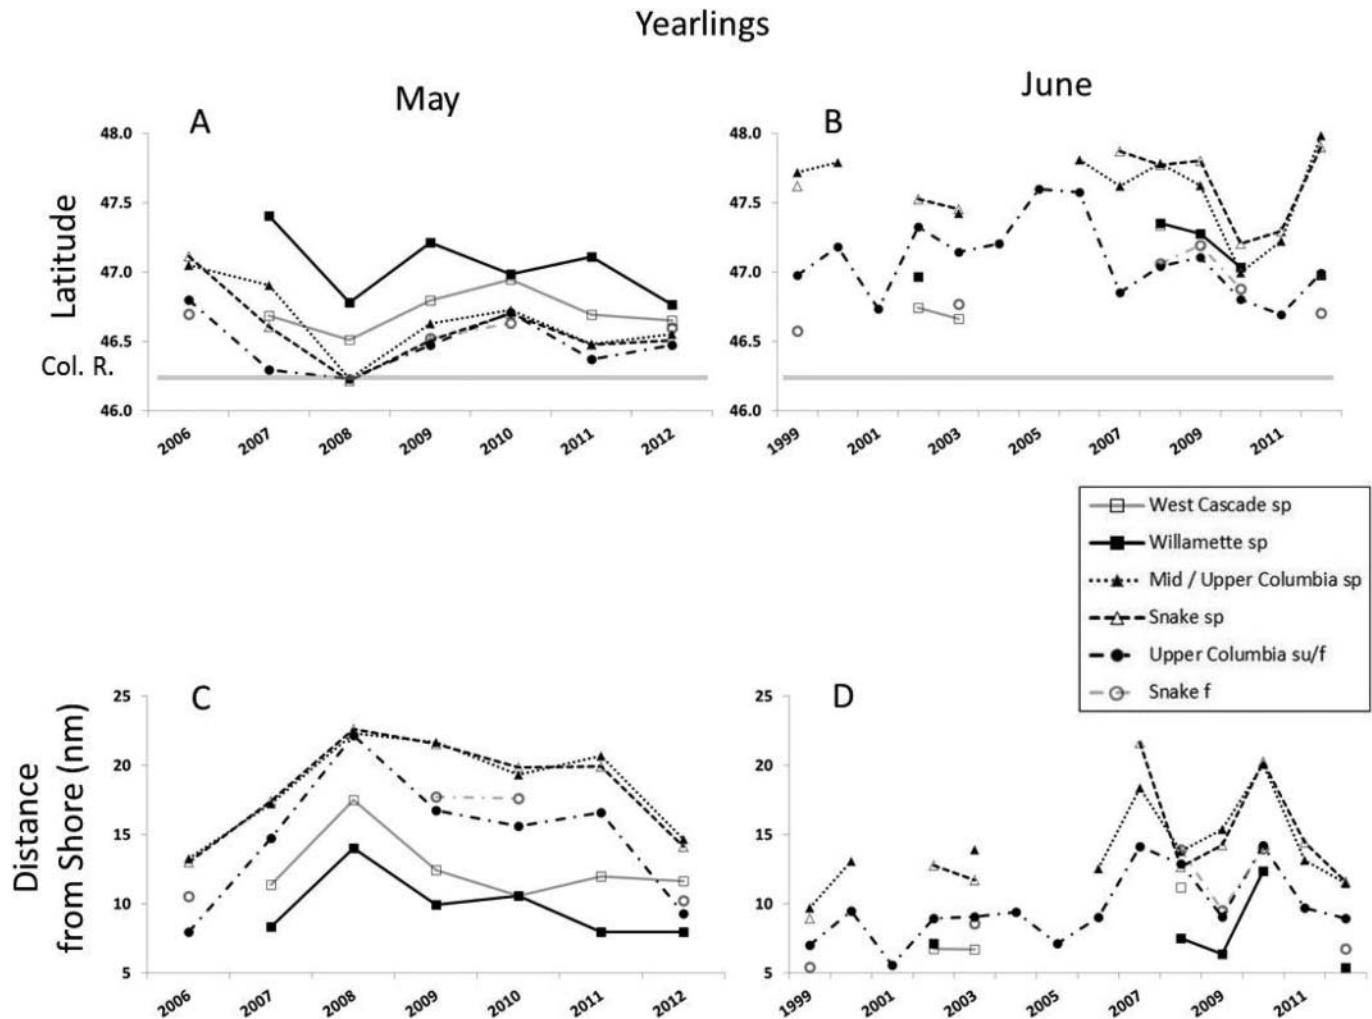 Yearlings
May
June
A
B
Latitude
48.0
47.5
47.0
46.5
46.0
Col. R.
2006
2007
2008
2009
2010
2011
2012
48.0
47.5
47.0
46.5
46.0
1999
2001
2003
2005
2007
2009
2011
West Cascade sp
Willamette sp
Mid / Upper Columbia sp
Snake sp
Upper Columbia su/f
Snake f
C
D
Distance
from Shore (nm)
25
20
15
10
5
2006
2007
2008
2009
2010
2011
2012
25
20
15
10
5
1999
2001
2003
2005
2007
2009
2011